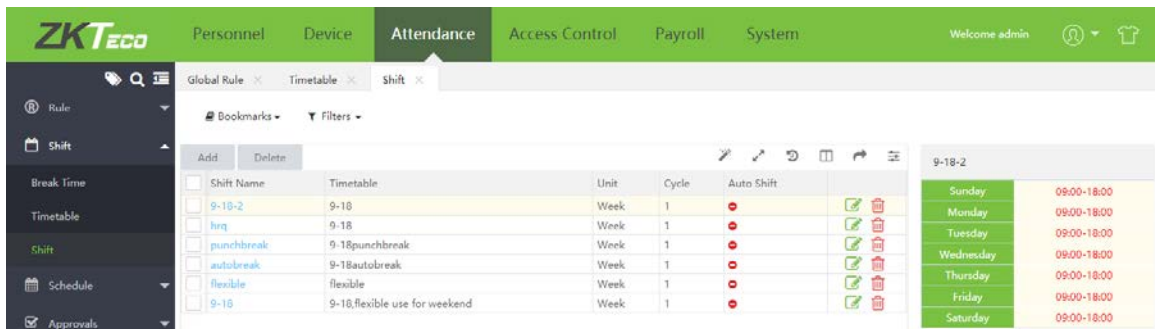 ZKTECO Personnel Device Attendance Access Control Payroll System Welcome admin
Global Rule Timetable Shift
Rule
Bookmarks Filters
Shift
Add Delete
9-18-2
Break Time
Timetable
Shift
Schedule
Approvals
Shift Name Timetable Unit Cycle Auto Shift
9-18-2 9-18 Week 1
hrq 9-18 Week 1
punchbreak 9-18punchbreak Week 1
autobreak 9-18autobreak Week 1
flexible flexible Week 1
9-18 9-18,flexible use for weekend Week 1
Sunday 09:00-18:00
Monday 09:00-18:00
Tuesday 09:00-18:00
Wednesday 09:00-18:00
Thursday 09:00-18:00
Friday 09:00-18:00
Saturday 09:00-18:00